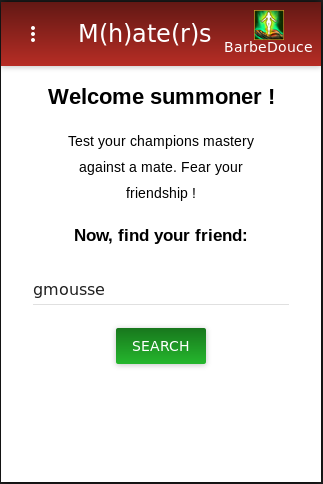 M(h)ate(r)s
BarbeDouce
Welcome summoner !
Test your champions mastery
against a mate. Fear your
friendship !
Now, find your friend:
gmousse
SEARCH